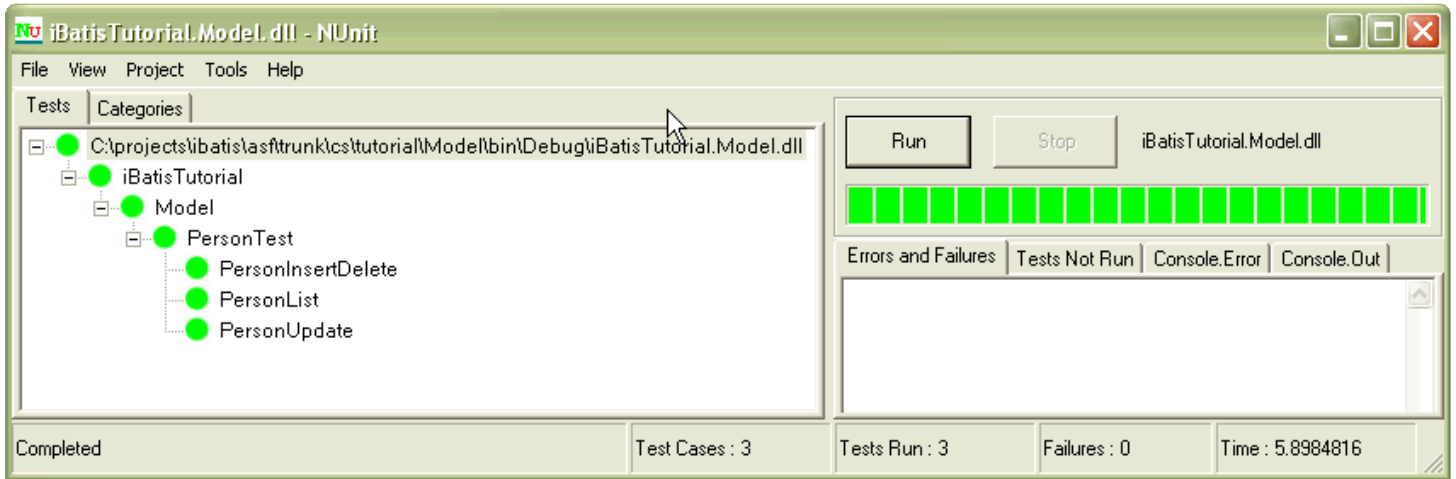 NU iBatisTutorial.Model.dll - NUnit
File View Project Tools Help
Tests Categories
C:\projects\ibatis\asf\trunk\cs\tutorial\Model\bin\Debug\iBatisTutorial.Model.dll
iBatisTutorial
Model
PersonTest
PersonInsertDelete
PersonList
PersonUpdate
Run Stop iBatisTutorial.Model.dll
Errors and Failures Tests Not Run Console.Error Console.Out
Completed Test Cases : 3 Tests Run : 3 Failures : 0 Time : 5.8984816